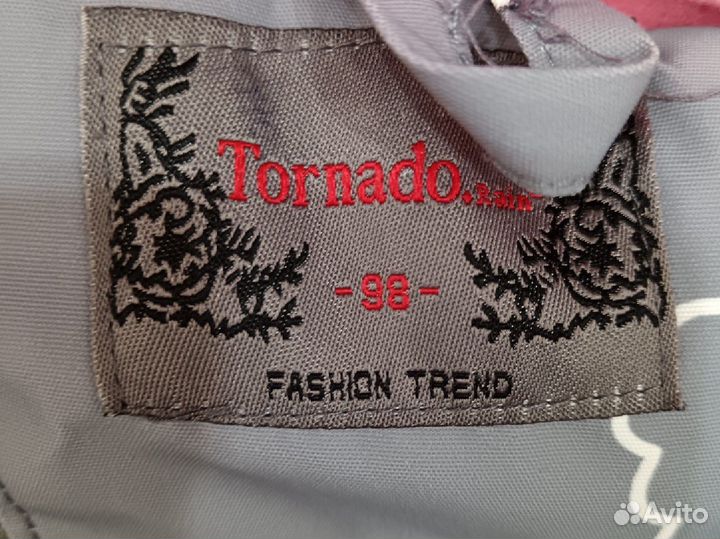 Tornado.Rain
-98-
FASHION TREND
Avito